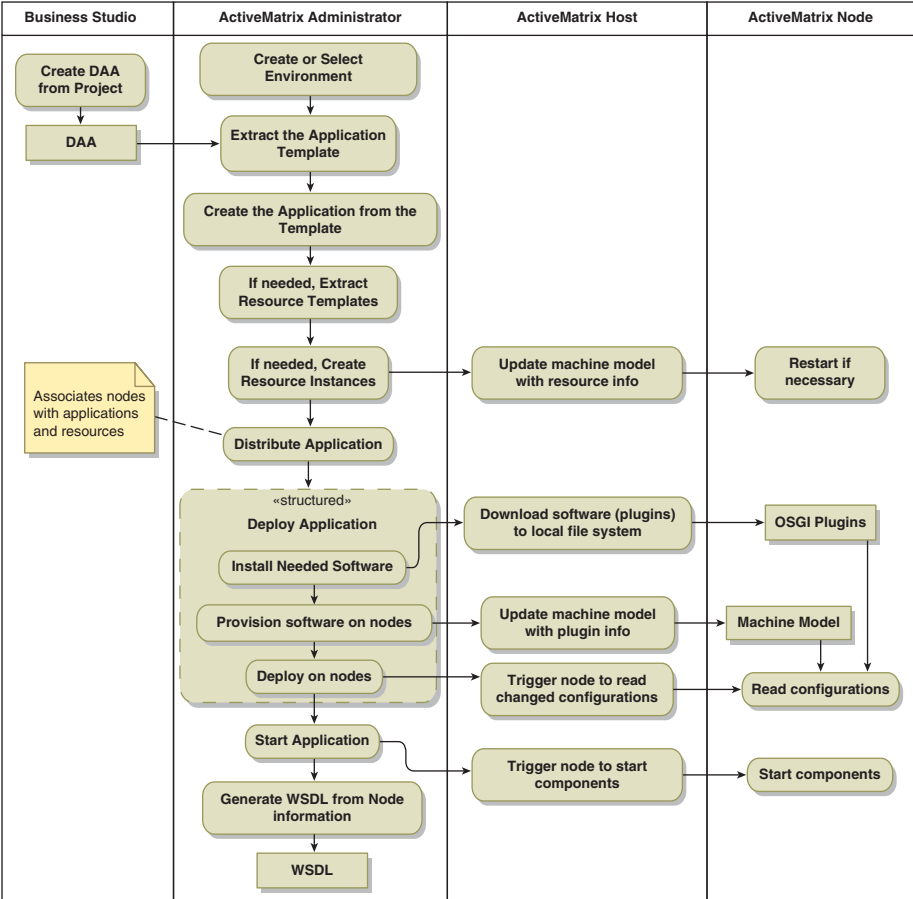 Business Studio
ActiveMatrix Administrator
ActiveMatrix Host
ActiveMatrix Node
Create DAA
from Project
DAA
Create or Select
Environment
Extract the Application
Template
Create the Application from the
Template
If needed, Extract
Resource Templates
If needed, Create
Resource Instances
Update machine model
with resource info
Restart if
necessary
Associates nodes
with applications
and resources
Distribute Application
«structured»
Deploy Application
Install Needed Software
Download software (plugins)
to local file system
OSGI Plugins
Provision software on nodes
Update machine model
with plugin info
Machine Model
Deploy on nodes
Trigger node to read
changed configurations
Read configurations
Start Application
Trigger node to start
components
Start components
Generate WSDL from Node
information
WSDL